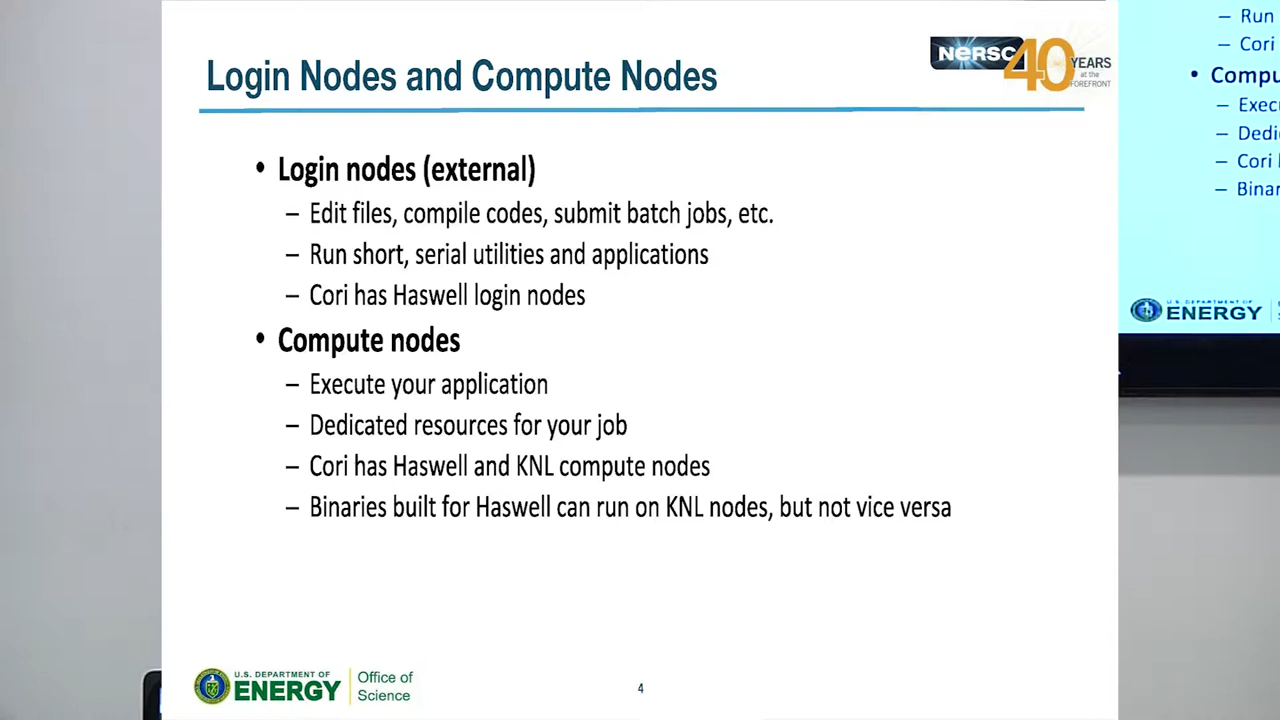 Login Nodes and Compute Nodes
NERSC 40 YEARS
at the
FOREFRONT
• Login nodes (external)
– Edit files, compile codes, submit batch jobs, etc.
– Run short, serial utilities and applications
– Cori has Haswell login nodes
• Compute nodes
– Execute your application
– Dedicated resources for your job
– Cori has Haswell and KNL compute nodes
– Binaries built for Haswell can run on KNL nodes, but not vice versa
U.S. DEPARTMENT OF
ENERGY
Office of
Science
4
– Run
– Cori
• Compu
– Exec
– Dedi
– Cori
– Binar
U.S. DEPARTMENT OF
ENERGY